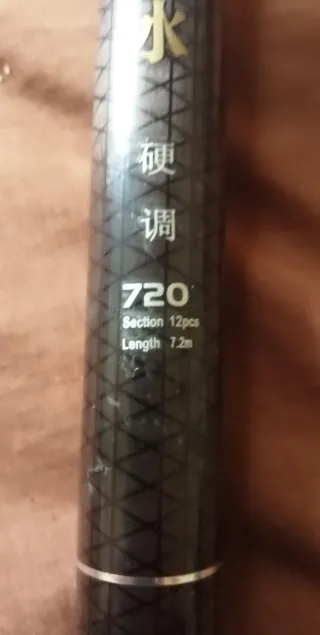 水
硬
调
720
Section 12pcs
Length 7.2m